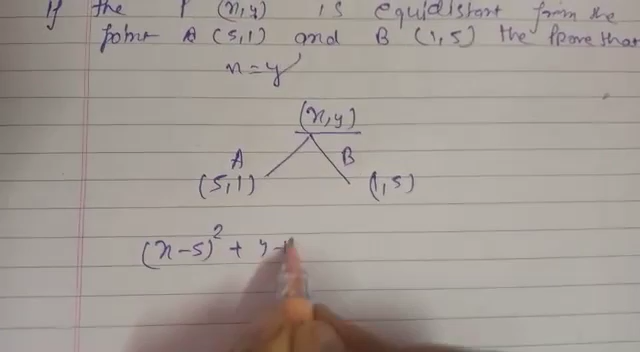 If the P (x,y) is equidistant from the
point A (5,1) and B (1,5) the prove that
x = y
(x,y)
A B
(5,1) (1,5)
(x-5)² + y-1